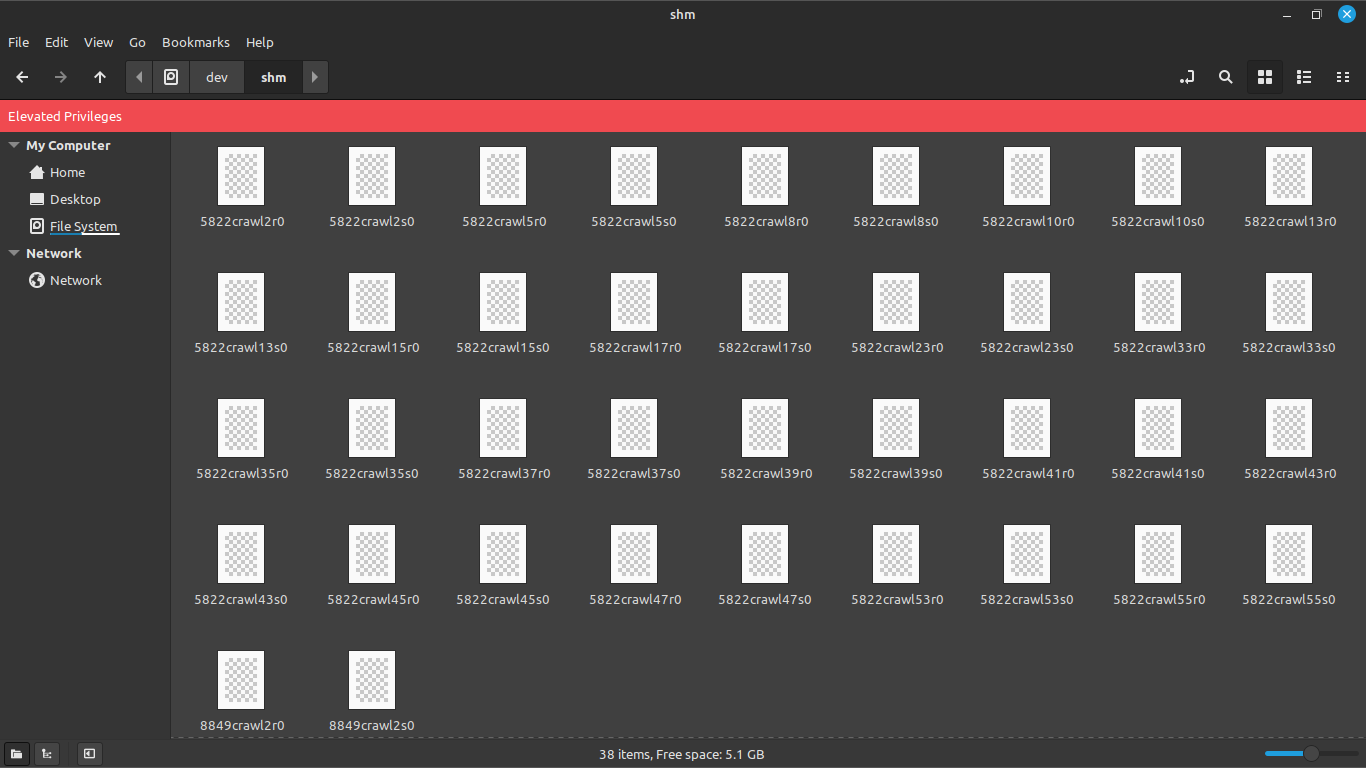 shm
File Edit View Go Bookmarks Help
dev shm
Elevated Privileges
My Computer
Home
Desktop
File System
Network
Network
5822crawl2r0 5822crawl2s0 5822crawl5r0 5822crawl5s0 5822crawl8r0 5822crawl8s0 5822crawl10r0 5822crawl10s0 5822crawl13r0
5822crawl13s0 5822crawl15r0 5822crawl15s0 5822crawl17r0 5822crawl17s0 5822crawl23r0 5822crawl23s0 5822crawl33r0 5822crawl33s0
5822crawl35r0 5822crawl35s0 5822crawl37r0 5822crawl37s0 5822crawl39r0 5822crawl39s0 5822crawl41r0 5822crawl41s0 5822crawl43r0
5822crawl43s0 5822crawl45r0 5822crawl45s0 5822crawl47r0 5822crawl47s0 5822crawl53r0 5822crawl53s0 5822crawl55r0 5822crawl55s0
8849crawl2r0 8849crawl2s0
38 items, Free space: 5.1 GB